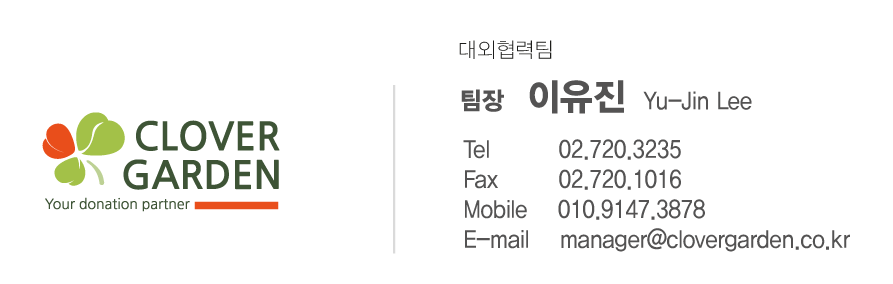 CLOVER
GARDEN
Your donation partner
대외협력팀
팀장 이유진 Yu-Jin Lee
Tel 02.720.3235
Fax 02.720.1016
Mobile 010.9147.3878
E-mail manager@clovergarden.co.kr